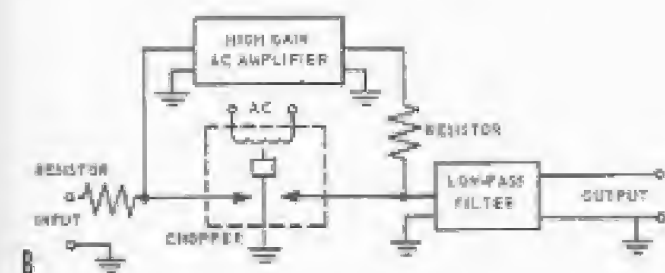 HIGH GAIN
AC AMPLIFIER
AC
RESISTOR
RESISTOR
INPUT
LOW-PASS
FILTER
OUTPUT
CHOPPER
B